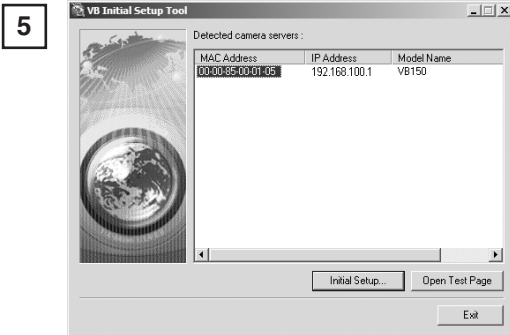 5
VB Initial Setup Tool
Detected camera servers :
MAC Address IP Address Model Name
00-00-85-00-01-05 192.168.100.1 VB150
Initial Setup... Open Test Page
Exit